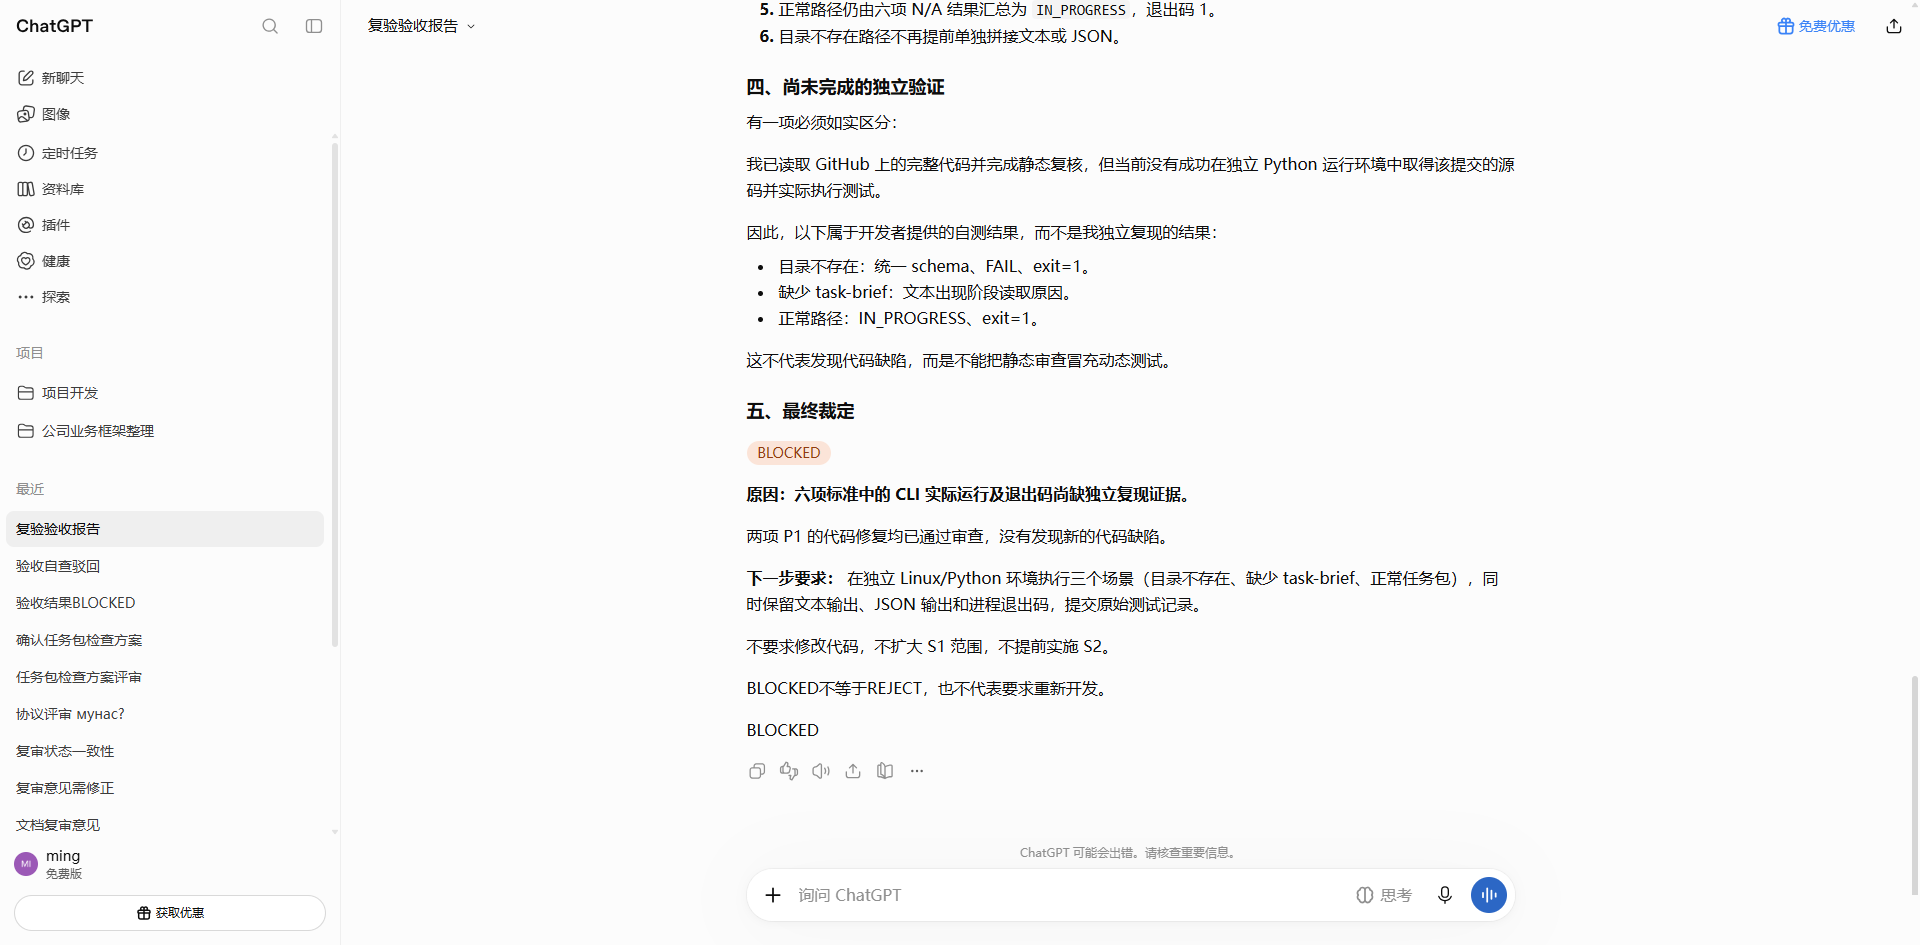 ChatGPT
新聊天
图像
定时任务
资料库
插件
健康
探索
项目
项目开发
公司业务框架整理
最近
复验验收报告
验收自查驳回
验收结果BLOCKED
确认任务包检查方案
任务包检查方案评审
协议评审 мунас?
复审状态一致性
复审意见需修正
文档复审意见
MI
ming
免费版
获取优惠
复验验收报告
免费优惠
5. 正常路径仍由六项 N/A 结果汇总为 IN_PROGRESS，退出码 1。
6. 目录不存在路径不再提前单独拼接文本或 JSON。
四、尚未完成的独立验证
有一项必须如实区分：
我已读取 GitHub 上的完整代码并完成静态复核，但当前没有成功在独立 Python 运行环境中取得该提交的源
码并实际执行测试。
因此，以下属于开发者提供的自测结果，而不是我独立复现的结果：
• 目录不存在：统一 schema、FAIL、exit=1。
• 缺少 task-brief：文本出现阶段读取原因。
• 正常路径：IN_PROGRESS、exit=1。
这不代表发现代码缺陷，而是不能把静态审查冒充动态测试。
五、最终裁定
BLOCKED
原因：六项标准中的 CLI 实际运行及退出码尚缺独立复现证据。
两项 P1 的代码修复均已通过审查，没有发现新的代码缺陷。
下一步要求： 在独立 Linux/Python 环境执行三个场景（目录不存在、缺少 task-brief、正常任务包），同
时保留文本输出、JSON 输出和进程退出码，提交原始测试记录。
不要求修改代码，不扩大 S1 范围，不提前实施 S2。
BLOCKED不等于REJECT，也不代表要求重新开发。
BLOCKED
ChatGPT 可能会出错。请核查重要信息。
询问 ChatGPT
思考